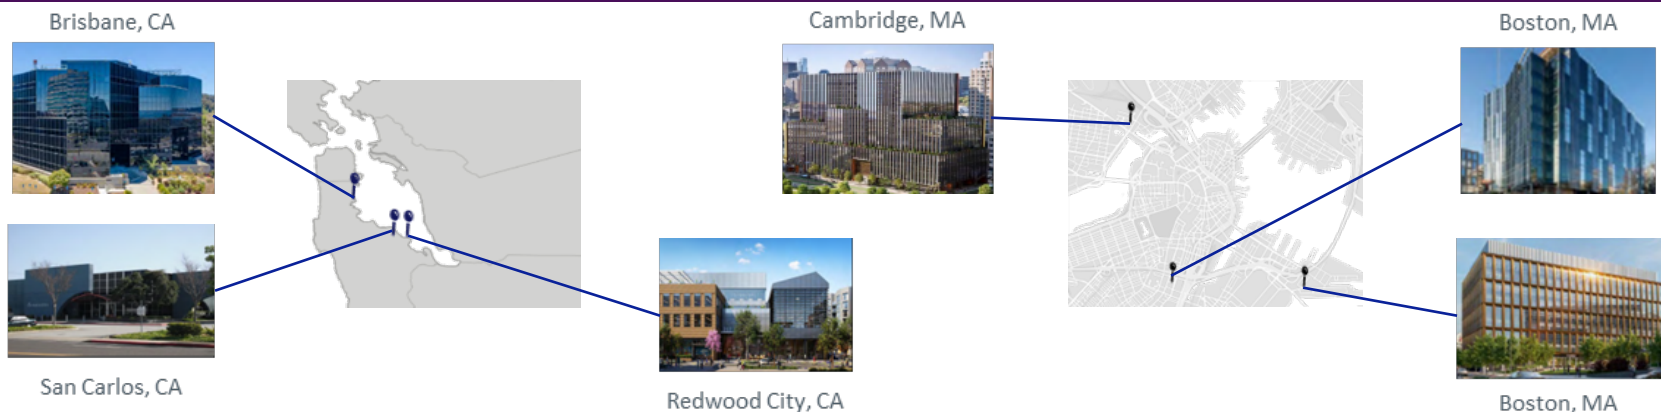 Brisbane, CA
Cambridge, MA
Boston, MA
San Carlos, CA
Redwood City, CA
Boston, MA